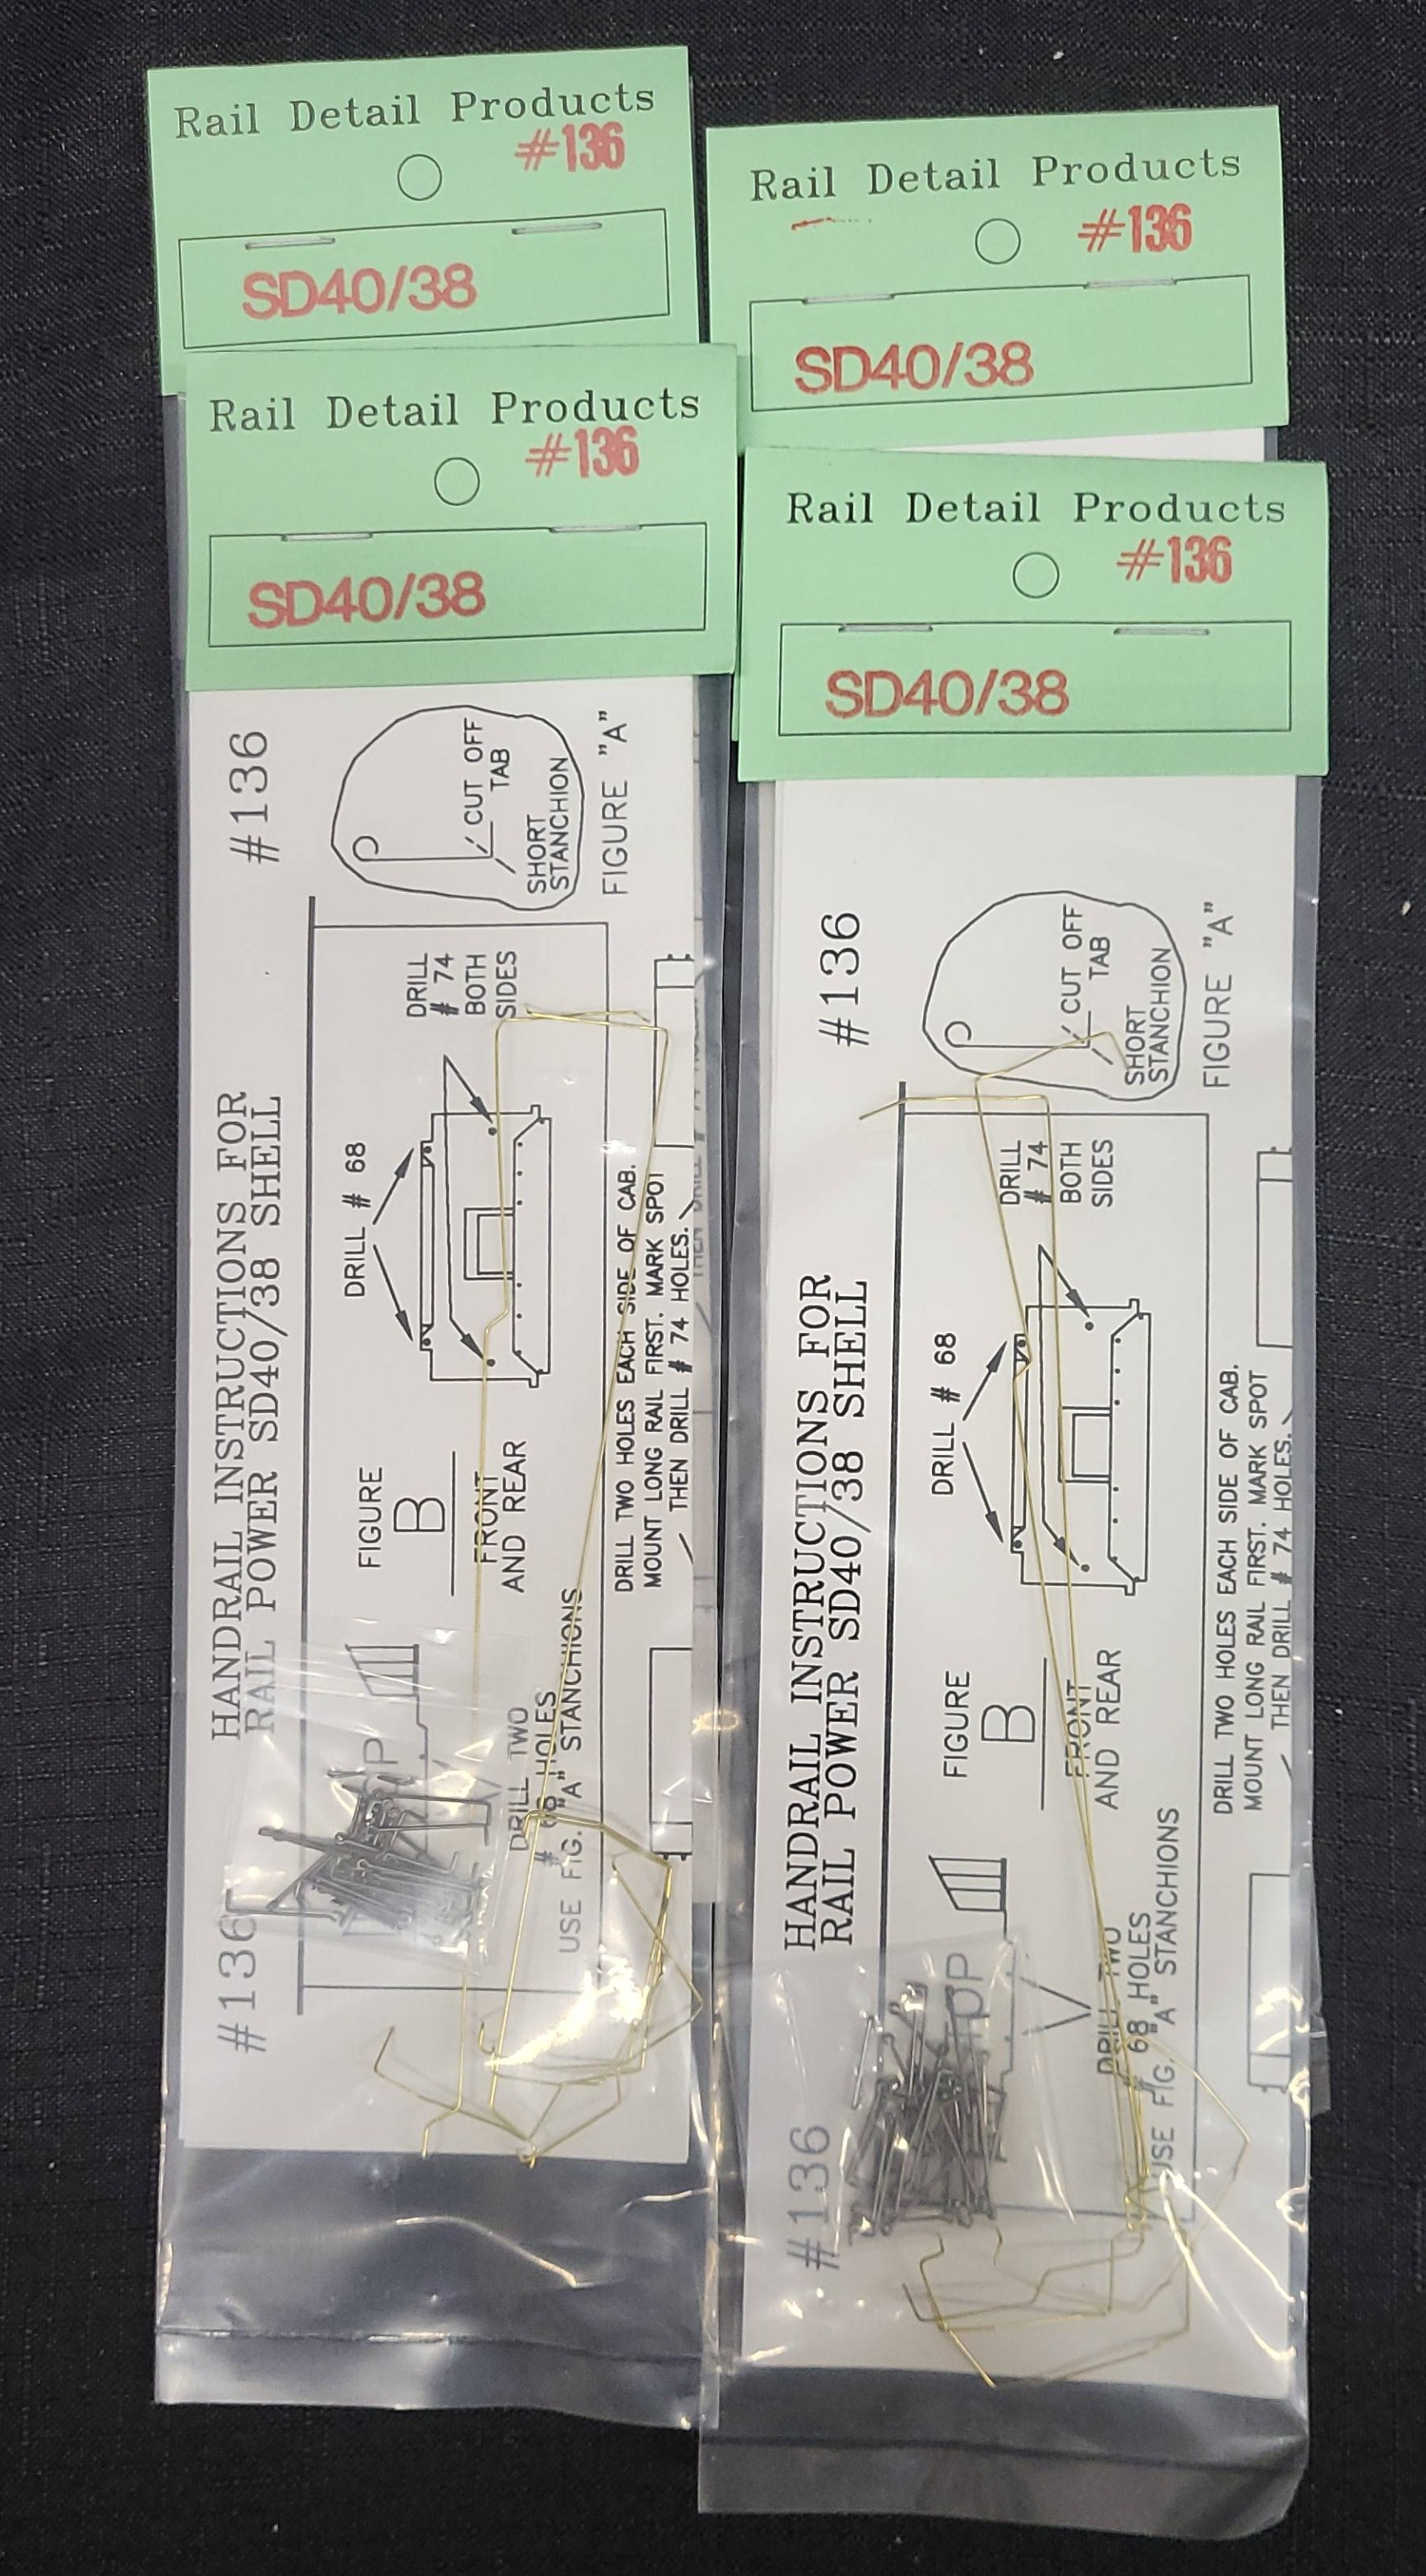 Rail Detail Products
#136
SD40/38
Rail Detail Products
#136
SD40/38
Rail Detail Products
#136
SD40/38
Rail Detail Products
#136
SD40/38
#136
HANDRAIL INSTRUCTIONS FOR
RAIL POWER SD40/38 SHELL
#136
CUT OFF
TAB
SHORT
STANCHION
FIGURE "A"
DRILL
# 74
BOTH
SIDES
DRILL # 68
FIGURE
B
FRONT
AND REAR
DRILL TWO
# 68 HOLES
USE FIG. "A" STANCHIONS
DRILL TWO HOLES EACH SIDE OF CAB.
MOUNT LONG RAIL FIRST. MARK SPOT
THEN DRILL # 74 HOLES.
#136
HANDRAIL INSTRUCTIONS FOR
RAIL POWER SD40/38 SHELL
#136
CUT OFF
TAB
SHORT
STANCHION
FIGURE "A"
DRILL
# 74
BOTH
SIDES
DRILL # 68
FIGURE
B
FRONT
AND REAR
DRILL TWO
# 68 HOLES
USE FIG. "A" STANCHIONS
DRILL TWO HOLES EACH SIDE OF CAB.
MOUNT LONG RAIL FIRST. MARK SPOT
THEN DRILL # 74 HOLES.